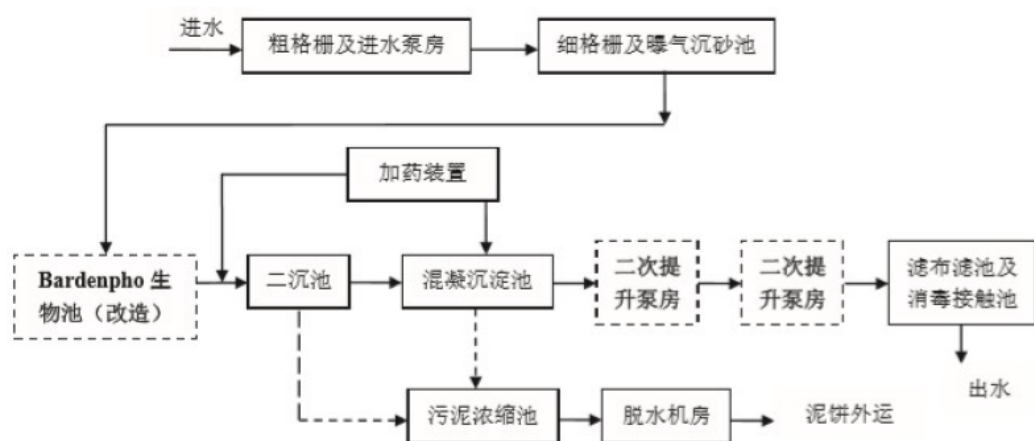 进水
粗格栅及进水泵房
细格栅及曝气沉砂池
加药装置
Bardenpho 生
物池（改造）
二沉池
混凝沉淀池
二次提
升泵房
二次提
升泵房
滤布滤池及
消毒接触池
出水
污泥浓缩池
脱水机房
泥饼外运